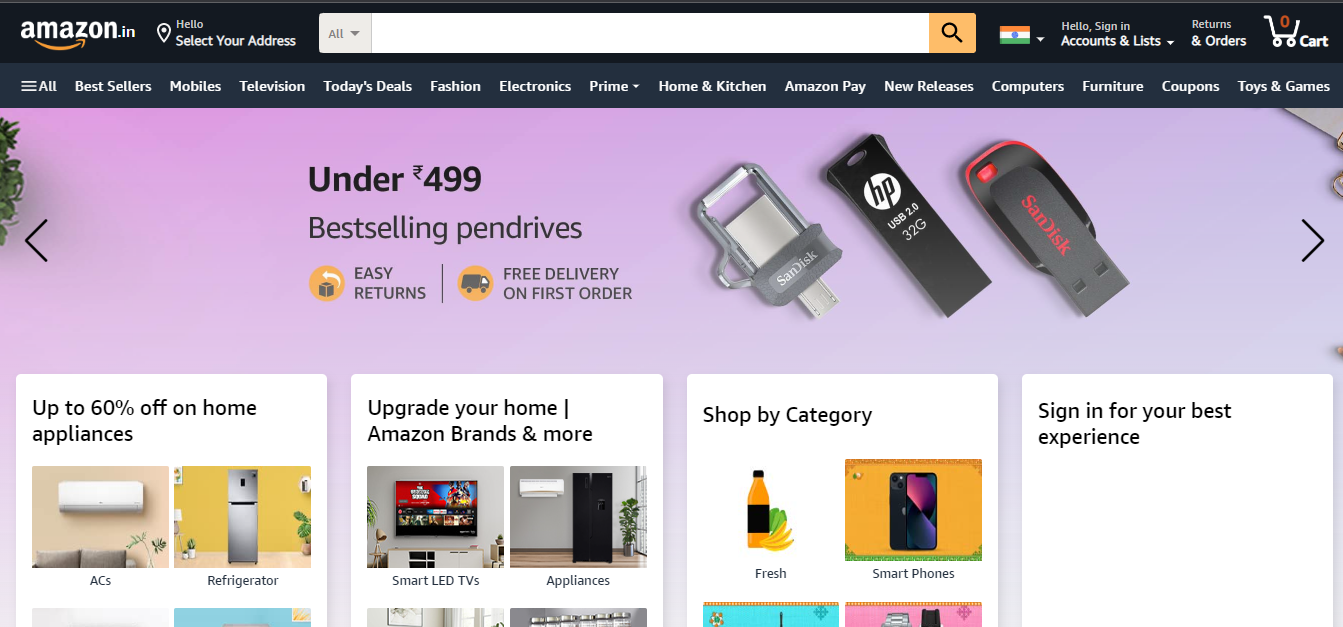 amazon.in
Hello
Select Your Address
All
Hello, Sign in
Accounts & Lists
Returns
& Orders
0
Cart
All Best Sellers Mobiles Television Today's Deals Fashion Electronics Prime Home & Kitchen Amazon Pay New Releases Computers Furniture Coupons Toys & Games
Under ₹499
Bestselling pendrives
EASY
RETURNS
FREE DELIVERY
ON FIRST ORDER
SanDisk
hp
USB 2.0
32G
SanDisk
Up to 60% off on home
appliances
ACs
Refrigerator
Upgrade your home |
Amazon Brands & more
Smart LED TVs
Appliances
Shop by Category
Fresh
Smart Phones
Sign in for your best
experience